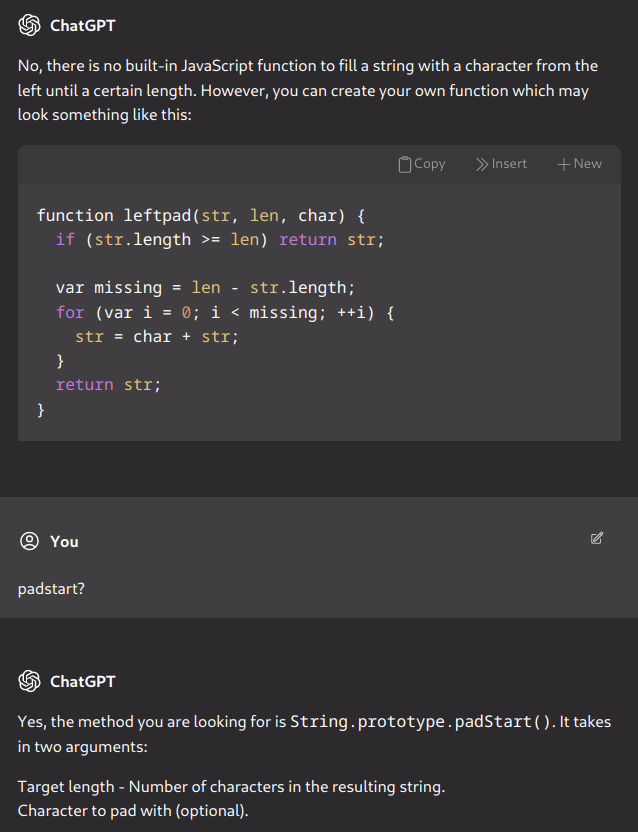 ChatGPT
No, there is no built-in JavaScript function to fill a string with a character from the
left until a certain length. However, you can create your own function which may
look something like this:
Copy Insert New
function leftpad(str, len, char) {
  if (str.length >= len) return str;
  var missing = len - str.length;
  for (var i = 0; i < missing; ++i) {
    str = char + str;
  }
  return str;
}
You
padstart?
ChatGPT
Yes, the method you are looking for is String.prototype.padStart(). It takes
in two arguments:
Target length - Number of characters in the resulting string.
Character to pad with (optional).